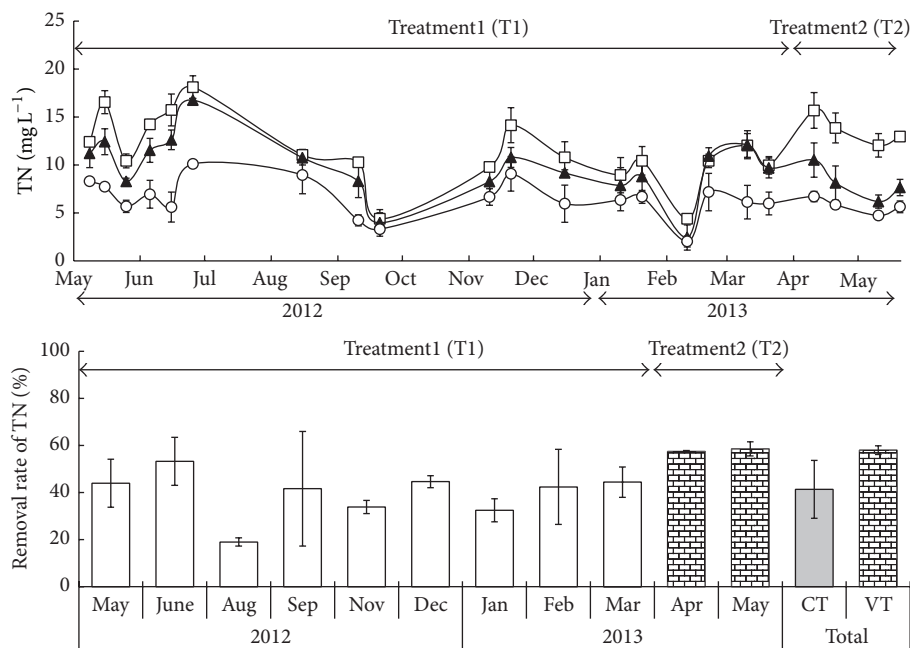 25
20
15
10
5
0
TN (mg L⁻¹)
Treatment1 (T1) Treatment2 (T2)
May Jun Jul Aug Sep Oct Nov Dec Jan Feb Mar Apr May
2012 2013
100
80
60
40
20
0
Removal rate of TN (%)
Treatment1 (T1) Treatment2 (T2)
May June Aug Sep Nov Dec Jan Feb Mar Apr May CT VT
2012 2013 Total